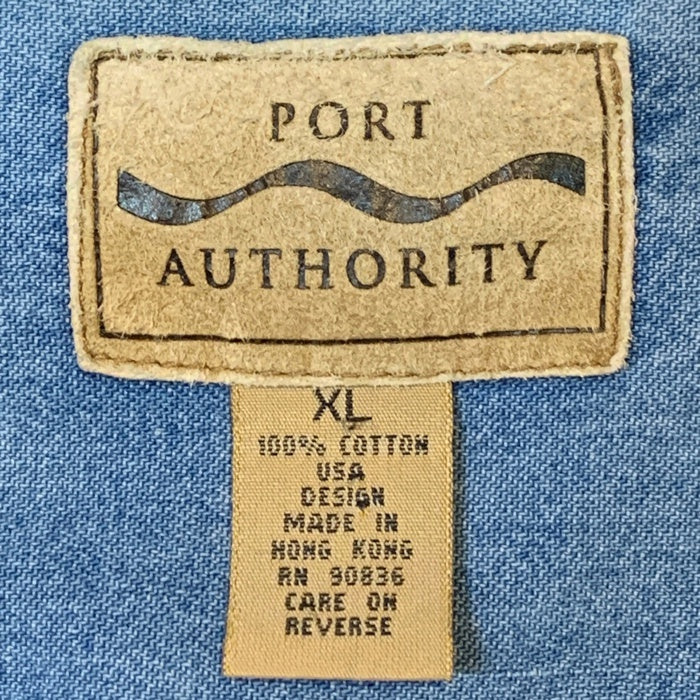 PORT
AUTHORITY
XL
100% COTTON
USA
DESIGN
MADE IN
HONG KONG
RN 90836
CARE ON
REVERSE